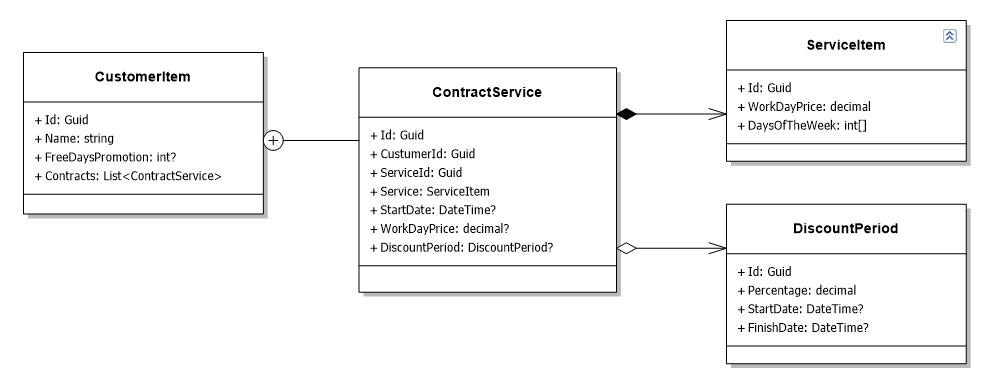 CustomerItem
+ Id: Guid
+ Name: string
+ FreeDaysPromotion: int?
+ Contracts: List<ContractService>
ContractService
+ Id: Guid
+ CustumerId: Guid
+ ServiceId: Guid
+ Service: ServiceItem
+ StartDate: DateTime?
+ WorkDayPrice: decimal?
+ DiscountPeriod: DiscountPeriod?
ServiceItem
+ Id: Guid
+ WorkDayPrice: decimal
+ DaysOfTheWeek: int[]
DiscountPeriod
+ Id: Guid
+ Percentage: decimal
+ StartDate: DateTime?
+ FinishDate: DateTime?